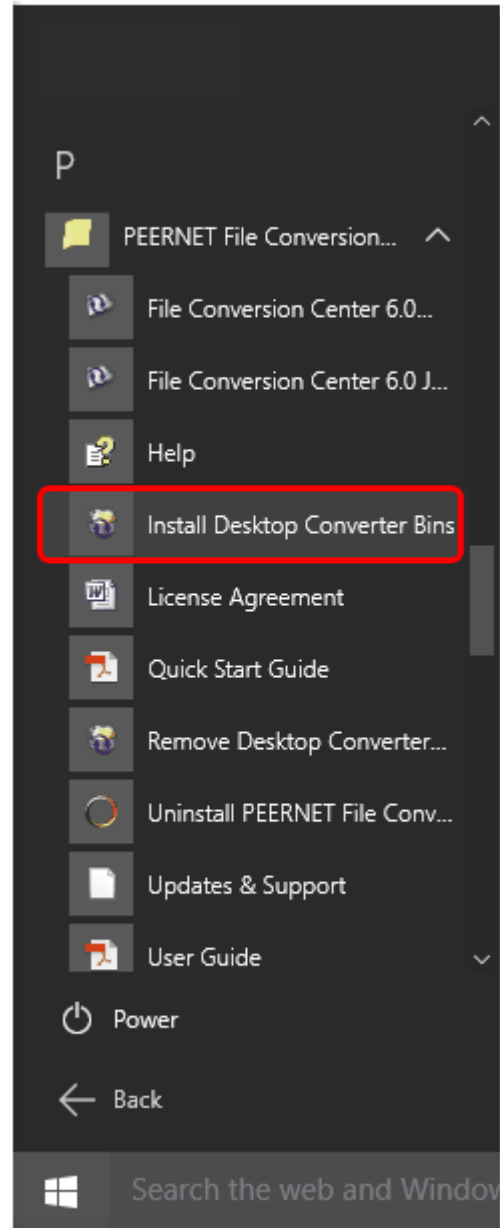 P
PEERNET File Conversion...
File Conversion Center 6.0...
File Conversion Center 6.0 J...
Help
Install Desktop Converter Bins
License Agreement
Quick Start Guide
Remove Desktop Converter...
Uninstall PEERNET File Conv...
Updates & Support
User Guide
Power
Back
Search the web and Window